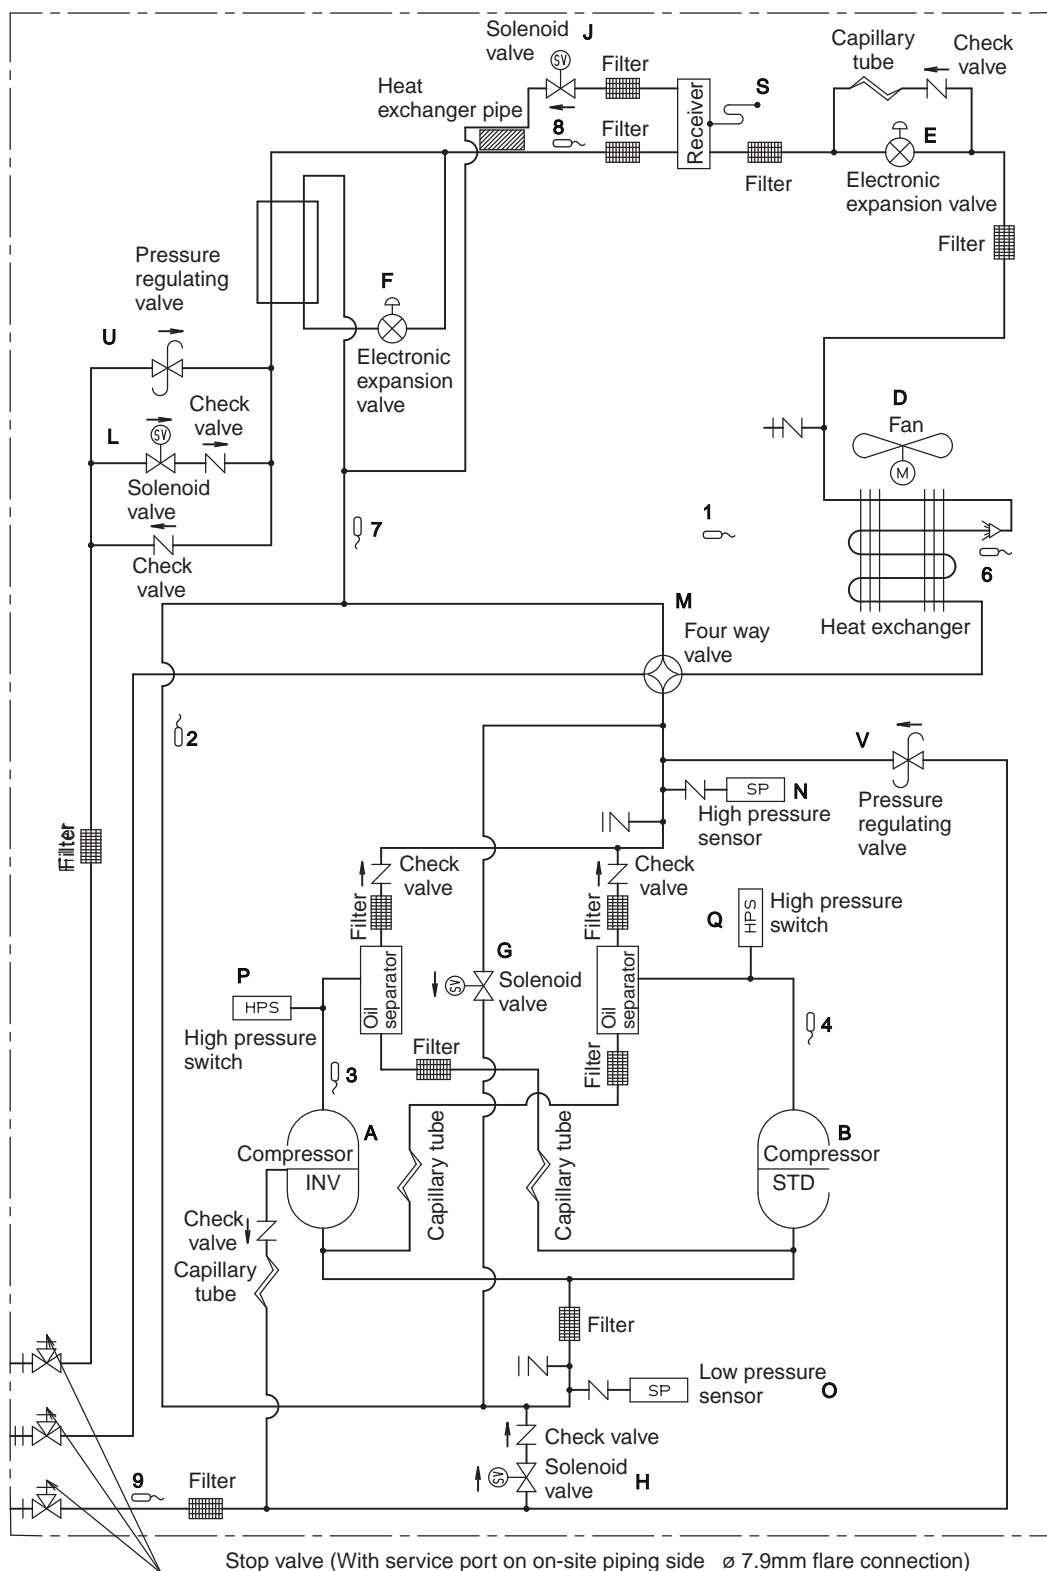 Solenoid J
valve
SV
Filter
Capillary
tube
Check
valve
Heat
exchanger pipe
8
Filter
Receiver
S
Filter
E
Electronic
expansion valve
Filter
Pressure
regulating
valve
F
U
Electronic
expansion
valve
Check
valve
L
SV
Solenoid
valve
D
Fan
M
7
1
Check
valve
6
M
Four way
valve
Heat exchanger
2
V
SP
N
High pressure
sensor
Pressure
regulating
valve
Filter
Check
valve
Check
valve
Filter
Filter
HPS
High pressure
switch
Q
P
HPS
High pressure
switch
Oil
separator
G
SV
Solenoid
valve
Oil
separator
4
3
Filter
Filter
A
Compressor
INV
Capillary tube
Capillary tube
B
Compressor
STD
Check
valve
Capillary
tube
Filter
Low pressure
sensor
SP
O
Check valve
SV
Solenoid
valve
H
9
Filter
Stop valve (With service port on on-site piping side ø 7.9mm flare connection)